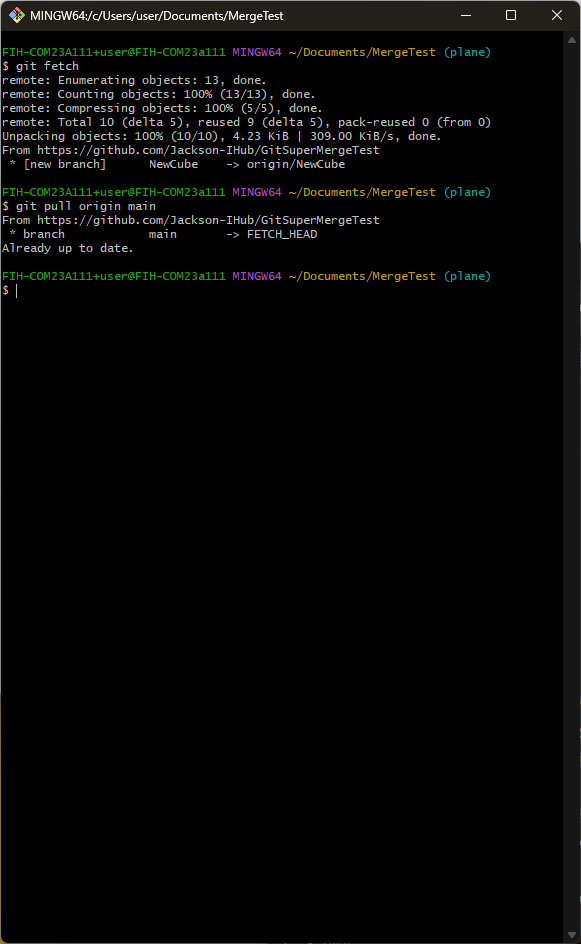 MINGW64:/c/Users/user/Documents/MergeTest
FIH-COM23A111+user@FIH-COM23a111 MINGW64 ~/Documents/MergeTest (plane)
$ git fetch
remote: Enumerating objects: 13, done.
remote: Counting objects: 100% (13/13), done.
remote: Compressing objects: 100% (5/5), done.
remote: Total 10 (delta 5), reused 9 (delta 5), pack-reused 0 (from 0)
Unpacking objects: 100% (10/10), 4.23 KiB | 309.00 KiB/s, done.
From https://github.com/Jackson-IHub/GitSuperMergeTest
 * [new branch]      NewCube    -> origin/NewCube
FIH-COM23A111+user@FIH-COM23a111 MINGW64 ~/Documents/MergeTest (plane)
$ git pull origin main
From https://github.com/Jackson-IHub/GitSuperMergeTest
 * branch            main       -> FETCH_HEAD
Already up to date.
FIH-COM23A111+user@FIH-COM23a111 MINGW64 ~/Documents/MergeTest (plane)
$